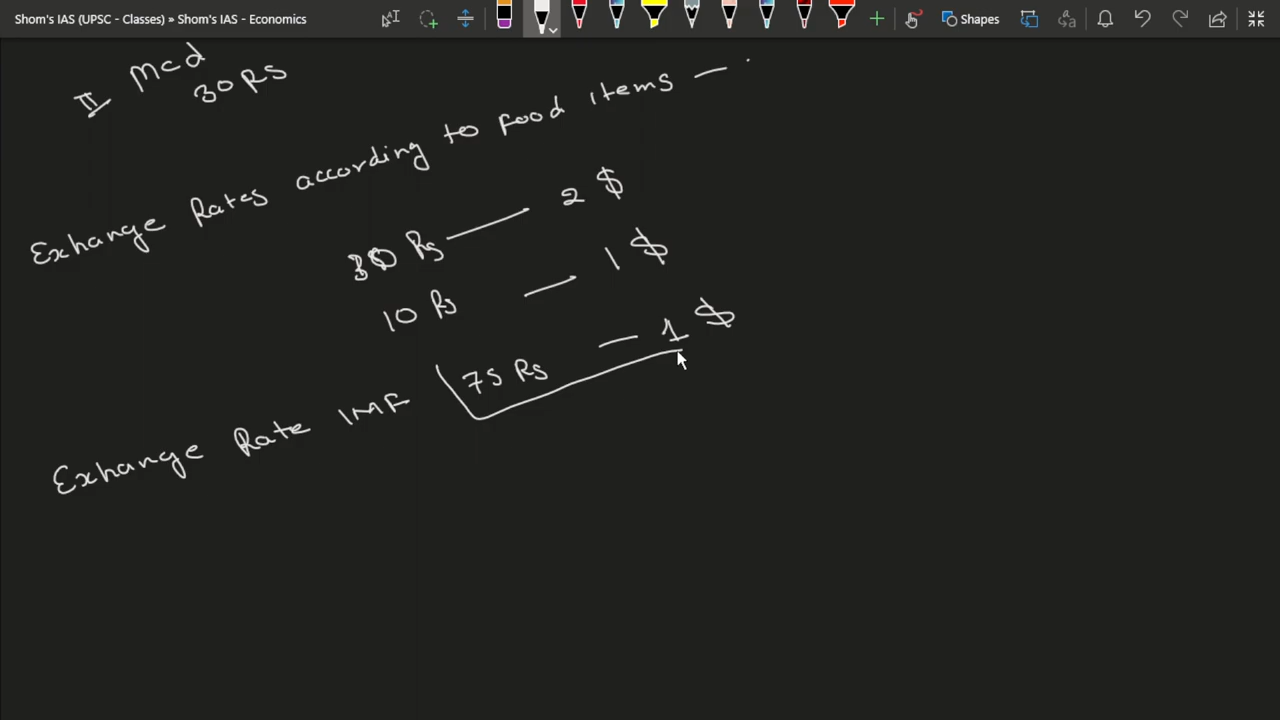 Shom's IAS (UPSC - Classes) » Shom's IAS - Economics
Shapes
II Mcd
30 RS
Exhange Rates according to food items —
30 Rs — 2 $
10 Rs — 1 $
Exhange Rate IMF 75 Rs — 1 $